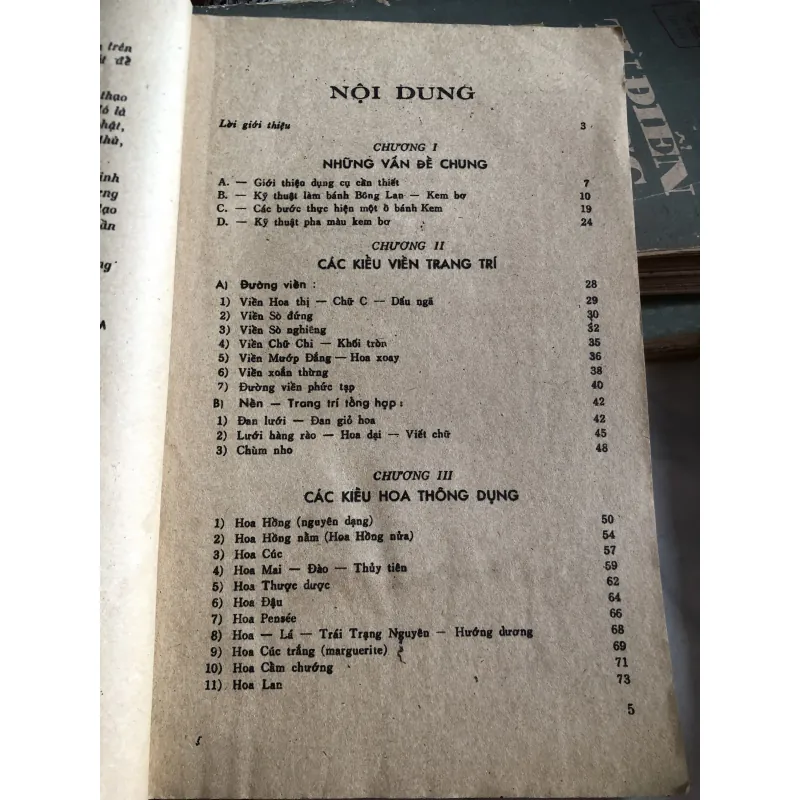 trên
đề
thạo
là
thù,
NỘI DUNG
Lời giới thiệu 3
CHƯƠNG I
NHỮNG VẤN ĐỀ CHUNG
A. — Giới thiệu dụng cụ cần thiết 7
B. — Kỹ thuật làm bánh Bông Lan — Kem bơ 10
C. — Các bước thực hiện một ổ bánh Kem 19
D. — Kỹ thuật pha màu kem bơ 24
CHƯƠNG II
CÁC KIỂU VIỀN TRANG TRÍ
A) Đường viền : 28
1) Viền Hoa thị — Chữ C — Dấu ngã 29
2) Viền Sò đứng 30
3) Viền Sò nghiêng 32
4) Viền Chữ Chi — Khối tròn 35
5) Viền Mướp Đắng — Hoa xoay 36
6) Viền xoắn thừng 38
7) Đường viền phức tạp 40
B) Nền — Trang trí tổng hợp : 42
1) Đan lưới — Đan giỏ hoa 42
2) Lưới hàng rào — Hoa dại — Viết chữ 45
3) Chùm nho 48
CHƯƠNG III
CÁC KIỂU HOA THÔNG DỤNG
1) Hoa Hồng (nguyên dạng) 50
2) Hoa Hồng nằm (Hoa Hồng nửa) 54
3) Hoa Cúc 57
4) Hoa Mai — Đào — Thủy tiên 59
5) Hoa Thược dược 62
6) Hoa Đậu 64
7) Hoa Pensée 66
8) Hoa — Lá — Trái Trạng Nguyên — Hướng dương 68
9) Hoa Cúc trắng (marguerite) 69
10) Hoa Cẩm chướng 71
11) Hoa Lan 73
5
ĐIỂN